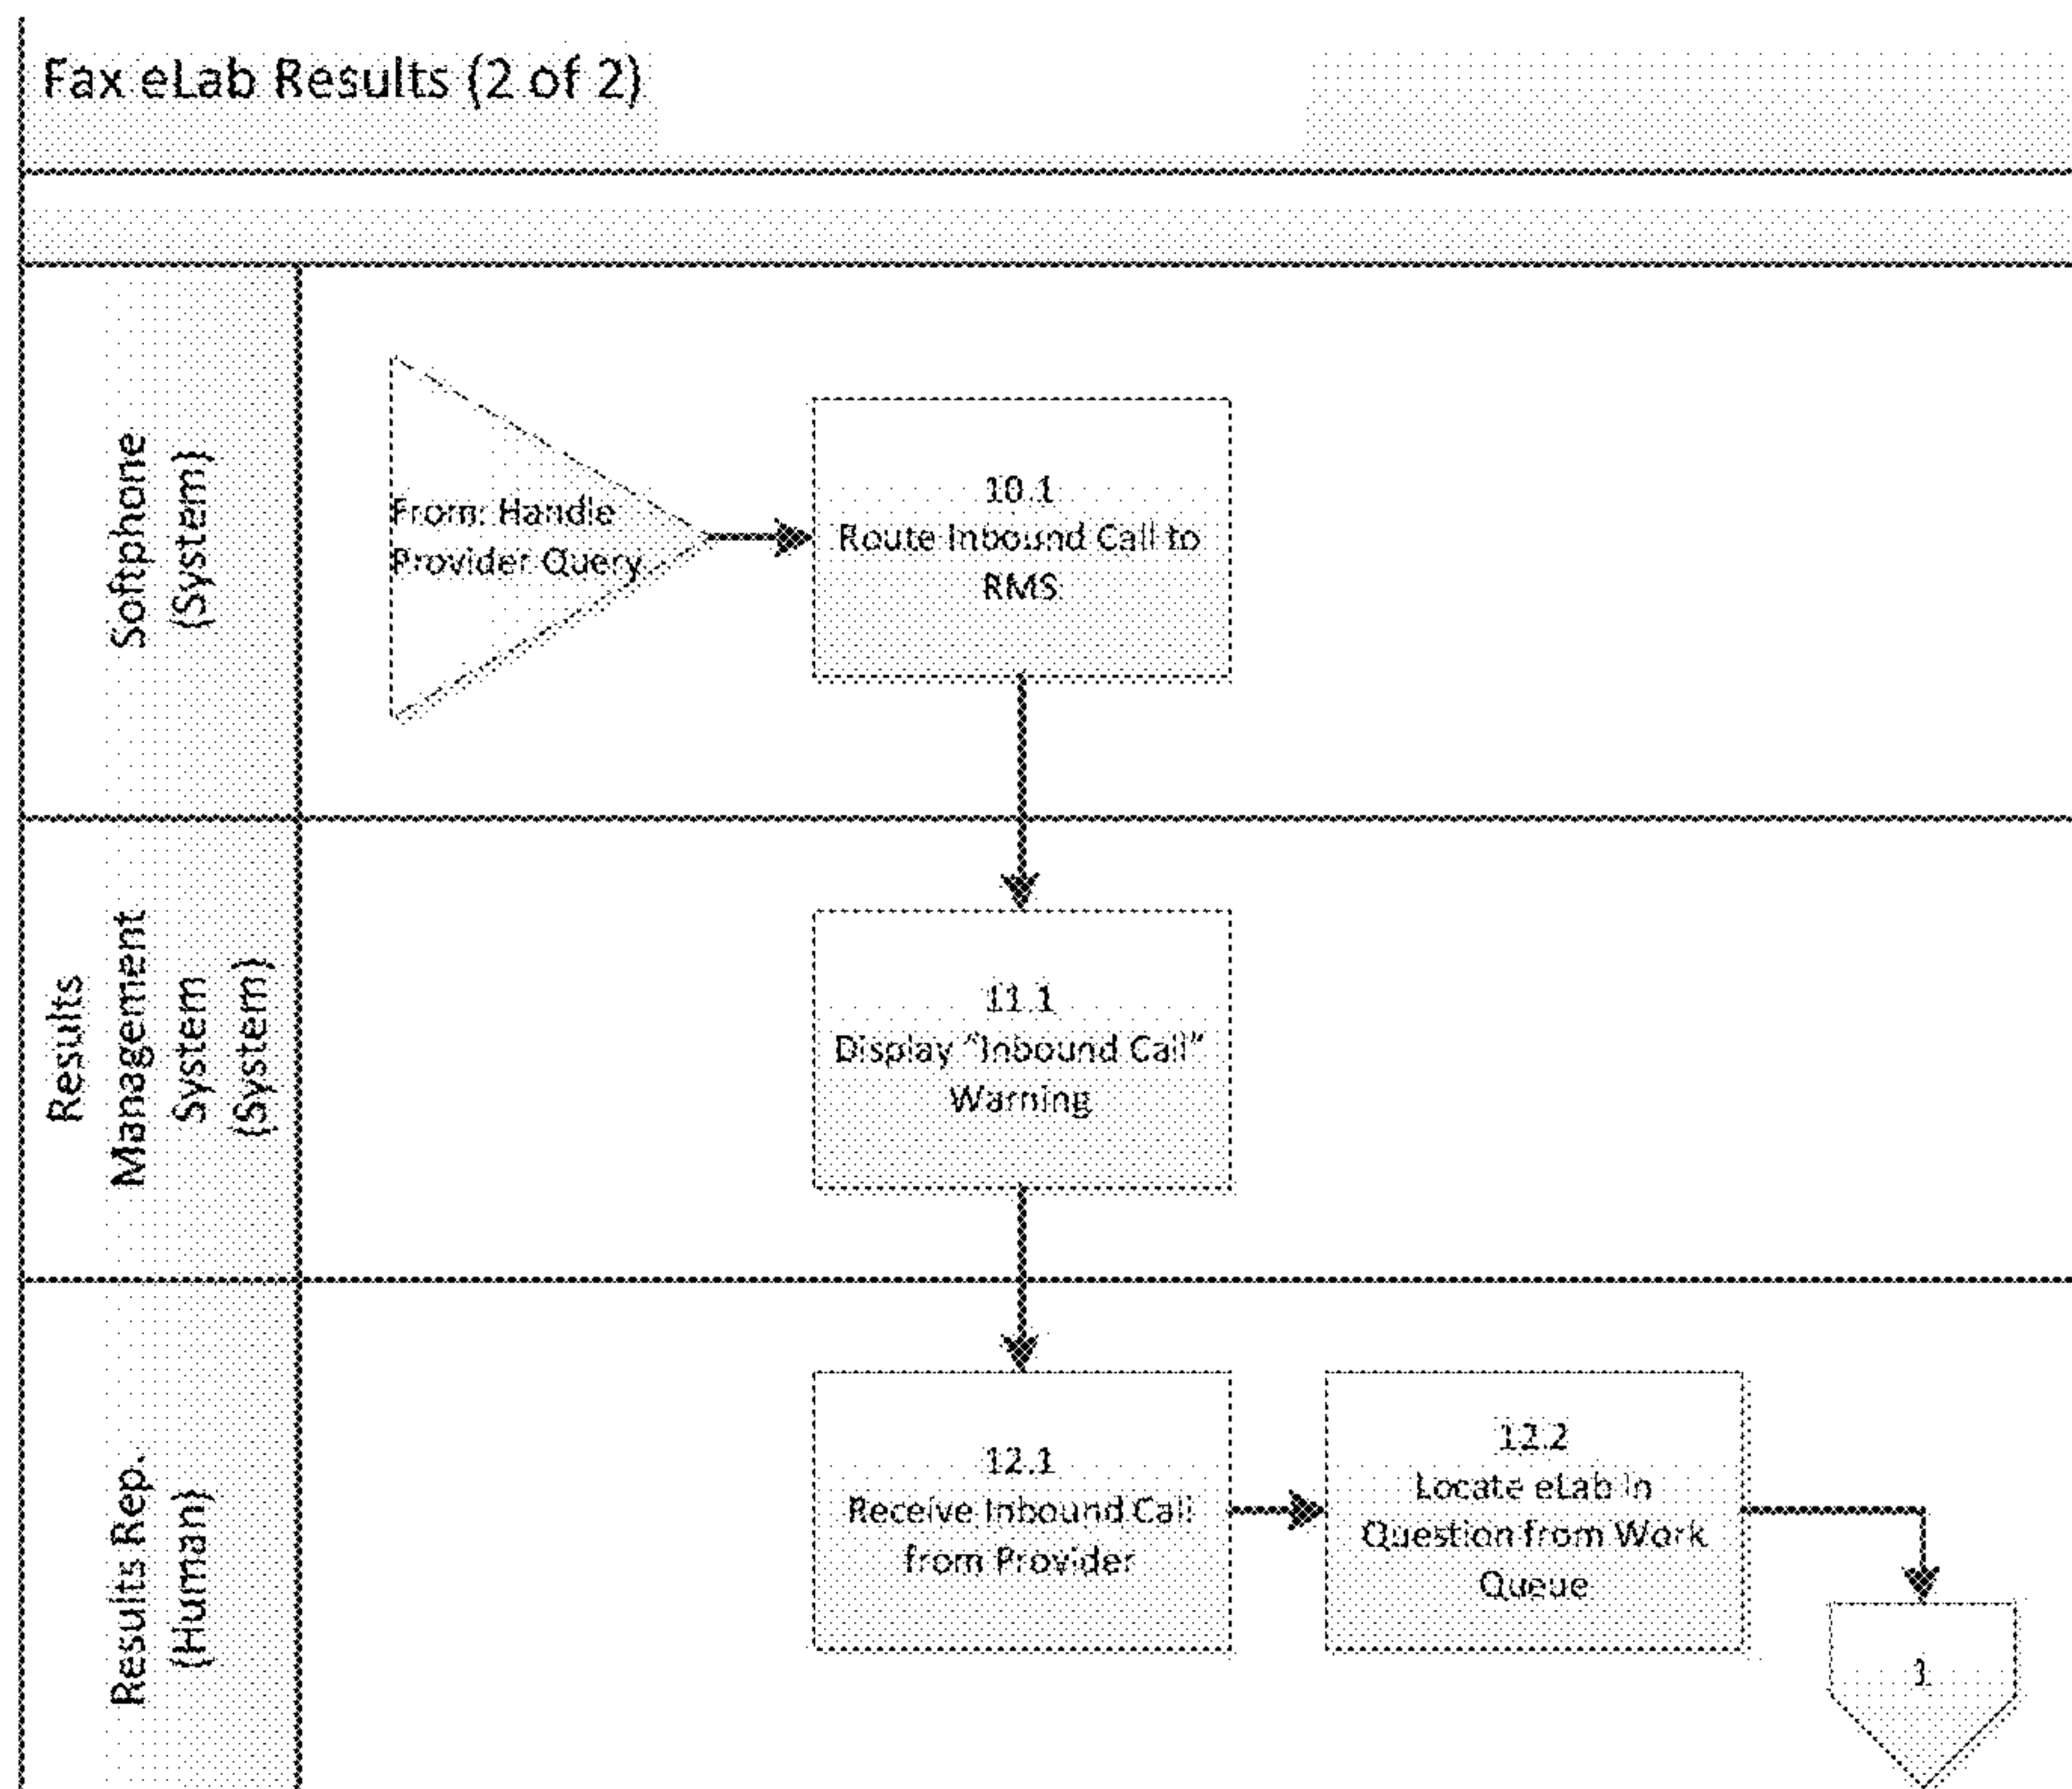 Fax eLab Results (2 of 2)
Softphone
(System)
From: Handle
Provider Query
10.1
Route Inbound Call to
RMS
Results
Management
System
(System)
11.1
Display “Inbound Call”
Warning
Results Rep.
(Human)
12.1
Receive Inbound Call
from Provider
12.2
Locate eLab in
Question from Work
Queue
1